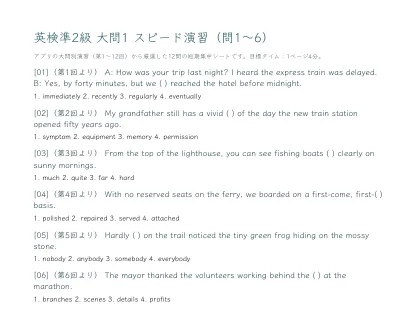 英検準2級 大問1 スピード演習（問1〜6）
アプリの大問別演習（第1〜12回）から厳選した12問の短期集中シートです。目標タイム：1ページ4分。
[01]（第1回より） A: How was your trip last night? I heard the express train was delayed.
B: Yes, by forty minutes, but we ( ) reached the hotel before midnight.
1. immediately 2. recently 3. regularly 4. eventually
[02]（第2回より） My grandfather still has a vivid ( ) of the day the new train station
opened fifty years ago.
1. symptom 2. equipment 3. memory 4. permission
[03]（第3回より） From the top of the lighthouse, you can see fishing boats ( ) clearly on
sunny mornings.
1. much 2. quite 3. far 4. hard
[04]（第4回より） With no reserved seats on the ferry, we boarded on a first-come, first-( )
basis.
1. polished 2. repaired 3. served 4. attached
[05]（第5回より） Hardly ( ) on the trail noticed the tiny green frog hiding on the mossy
stone.
1. nobody 2. anybody 3. somebody 4. everybody
[06]（第6回より） The mayor thanked the volunteers working behind the ( ) at the
marathon.
1. branches 2. scenes 3. details 4. profits